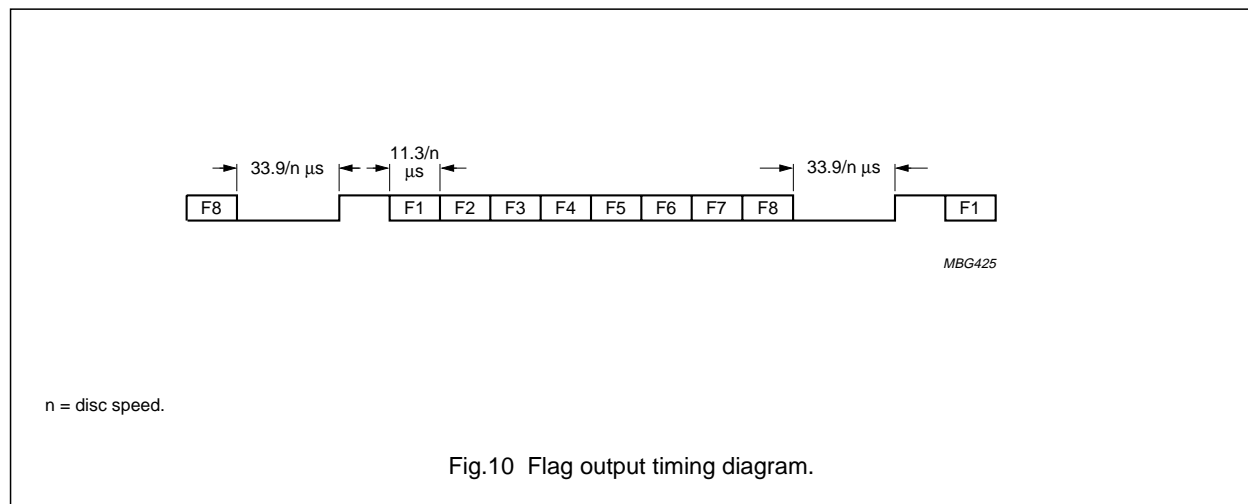 33.9/n μs
11.3/n
μs
33.9/n μs
F8
F1
F2
F3
F4
F5
F6
F7
F8
F1
MBG425
n = disc speed.
Fig.10 Flag output timing diagram.